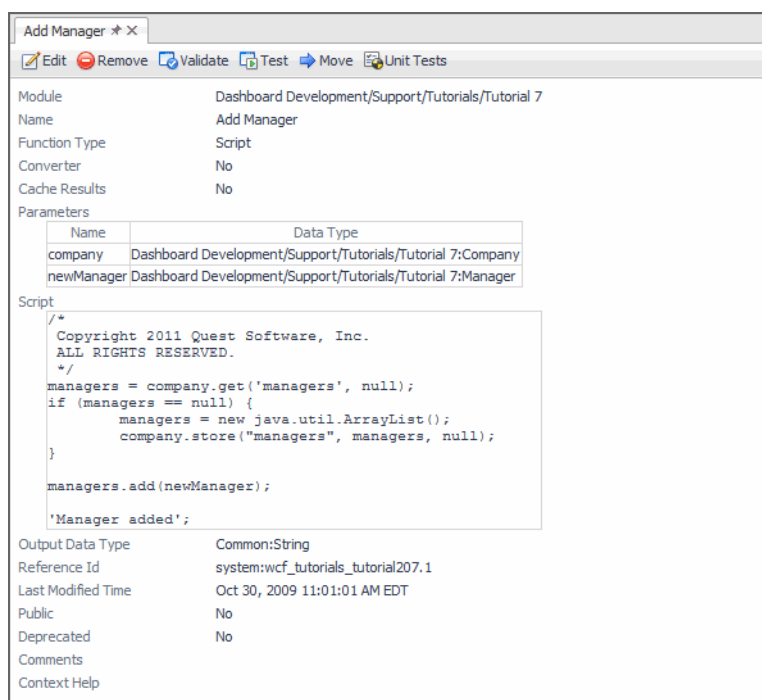 Add Manager
Edit Remove Validate Test Move Unit Tests
Module Dashboard Development/Support/Tutorials/Tutorial 7
Name Add Manager
Function Type Script
Converter No
Cache Results No
Parameters
Name Data Type
company Dashboard Development/Support/Tutorials/Tutorial 7:Company
newManager Dashboard Development/Support/Tutorials/Tutorial 7:Manager
Script
/*
Copyright 2011 Quest Software, Inc.
ALL RIGHTS RESERVED.
*/
managers = company.get('managers', null);
if (managers == null) {
managers = new java.util.ArrayList();
company.store("managers", managers, null);
}
managers.add(newManager);
'Manager added';
Output Data Type Common:String
Reference Id system:wcf_tutorials_tutorial207.1
Last Modified Time Oct 30, 2009 11:01:01 AM EDT
Public No
Deprecated No
Comments
Context Help